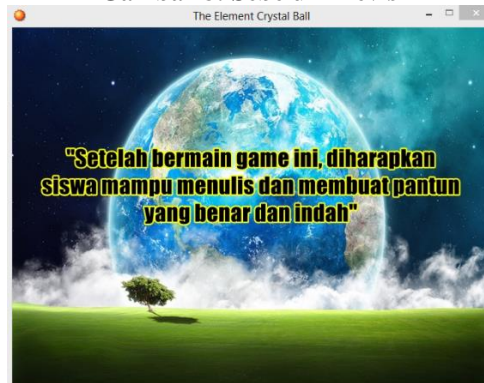 The Element Crystal Ball
"Setelah bermain game ini, diharapkan
siswa mampu menulis dan membuat pantun
yang benar dan indah"